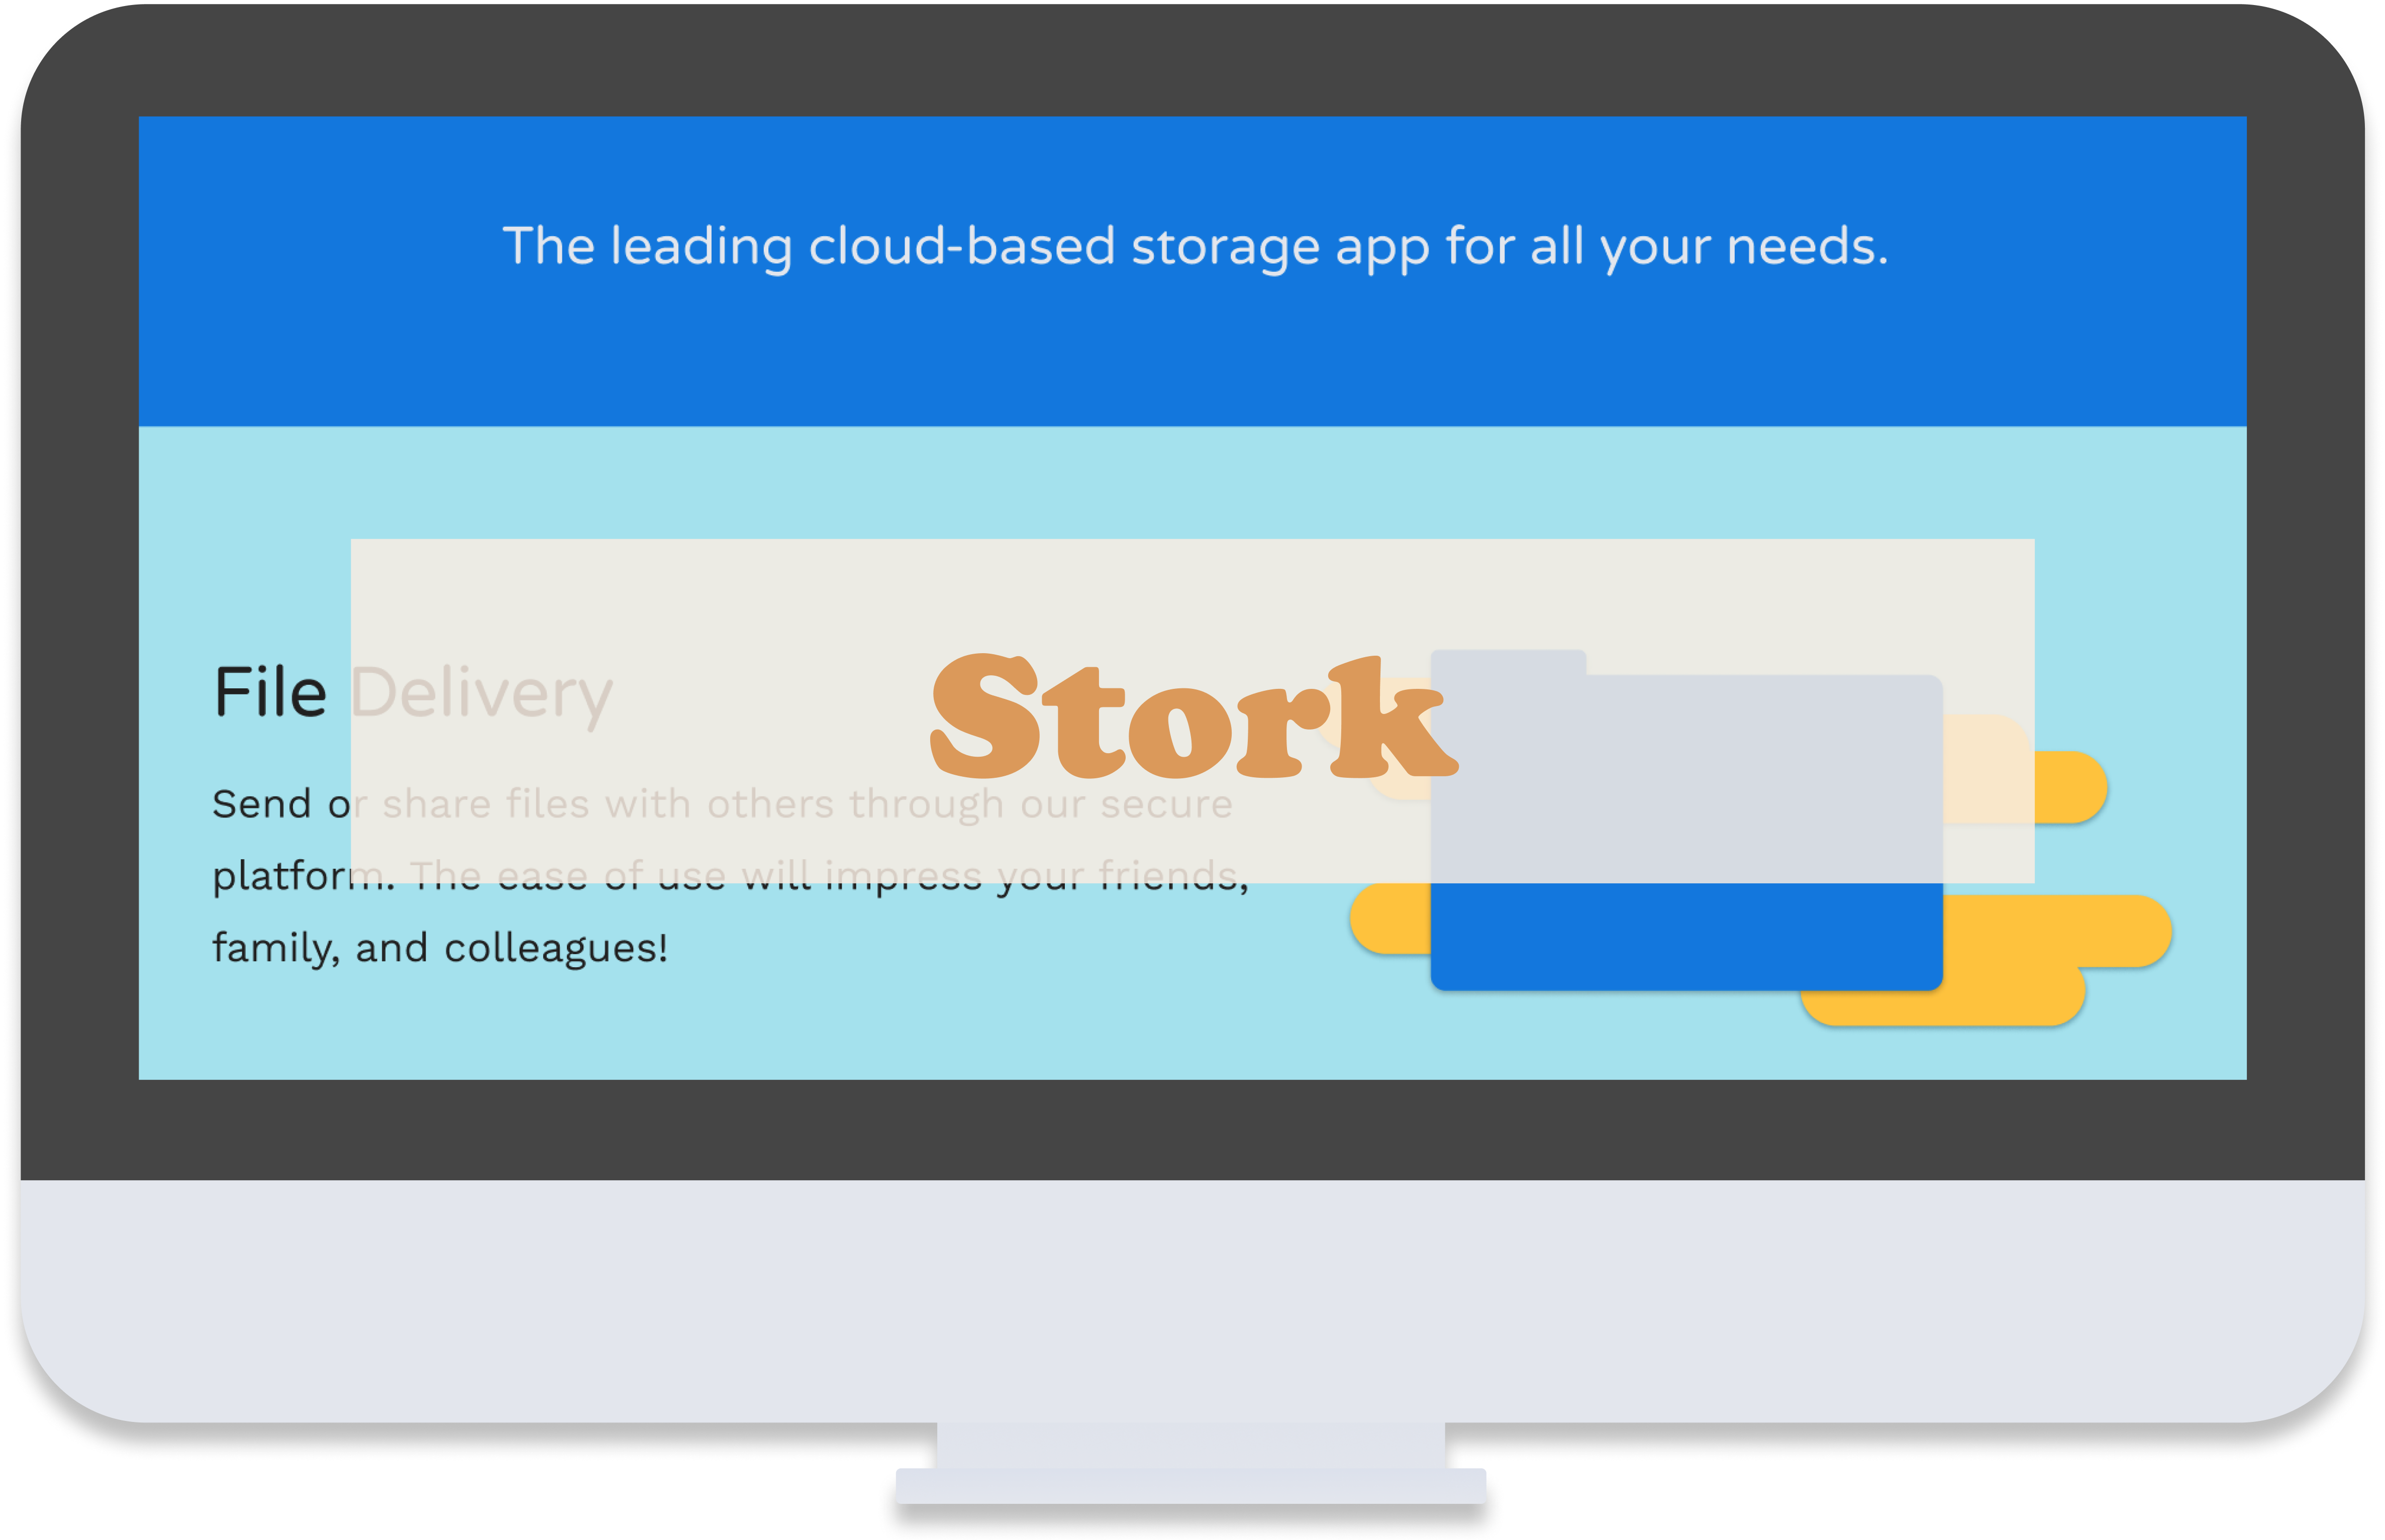 The leading cloud-based storage app for all your needs.
Stork
File Delivery
Send or share files with others through our secure
platform. The ease of use will impress your friends,
family, and colleagues!